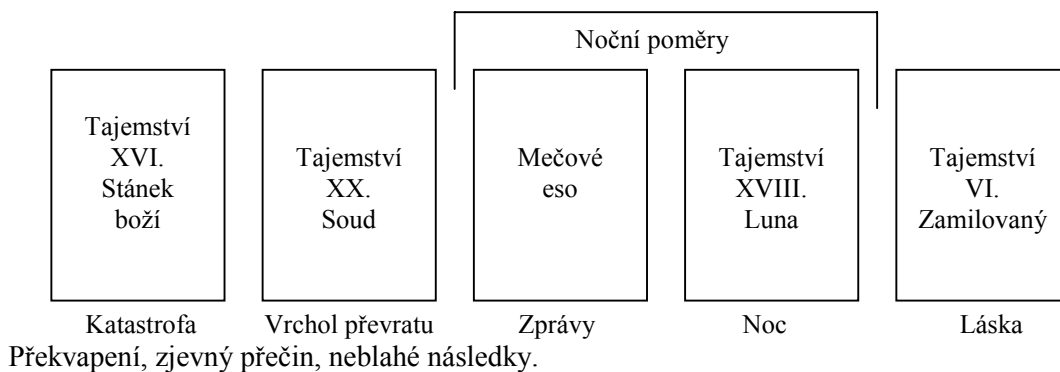 Noční poměry
Tajemství
XVI.
Stánek
boží
Tajemství
XX.
Soud
Mečové
eso
Tajemství
XVIII.
Luna
Tajemství
VI.
Zamilovaný
Katastrofa
Vrchol převratu
Zprávy
Noc
Láska
Překvapení, zjevný přečin, neblahé následky.